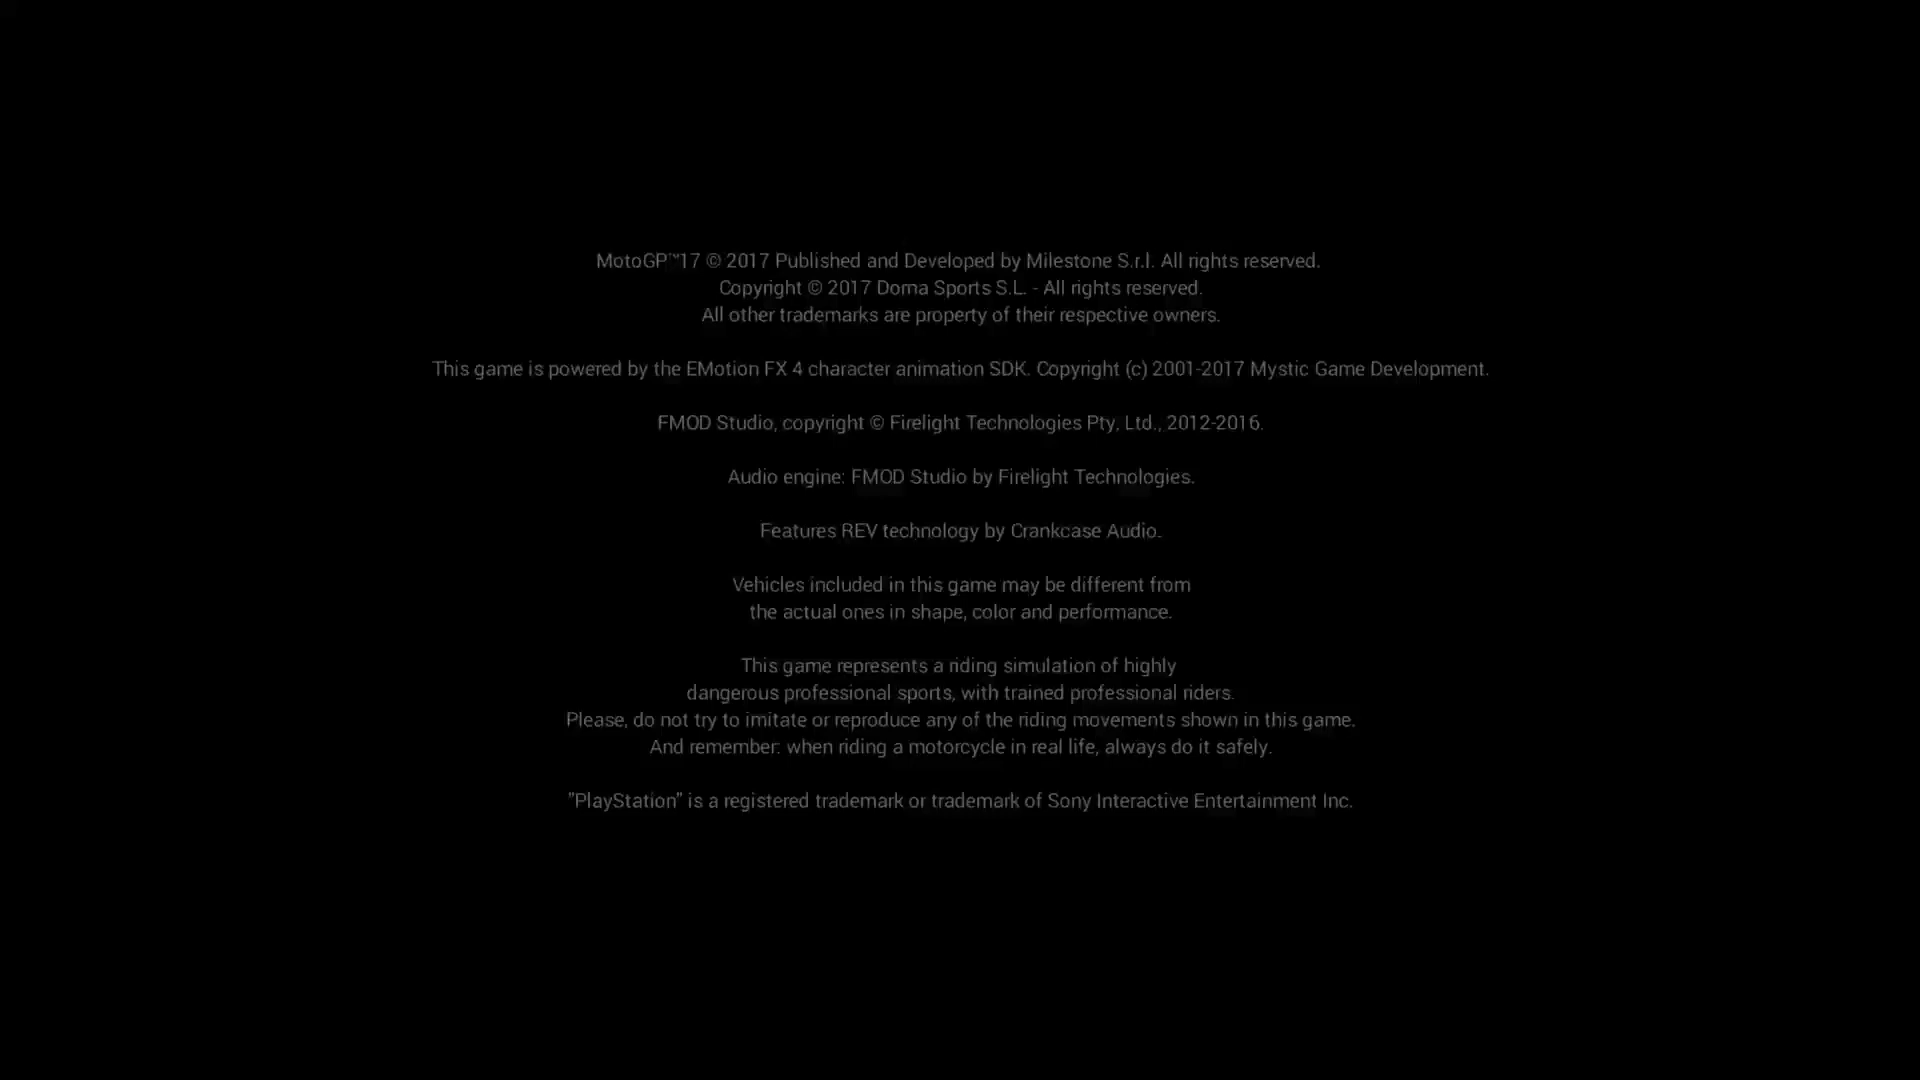 MotoGP™17 © 2017 Published and Developed by Milestone S.r.l. All rights reserved.
Copyright © 2017 Dorna Sports S.L. - All rights reserved.
All other trademarks are property of their respective owners.
This game is powered by the EMotion FX 4 character animation SDK. Copyright (c) 2001-2017 Mystic Game Development.
FMOD Studio, copyright © Firelight Technologies Pty, Ltd., 2012-2016.
Audio engine: FMOD Studio by Firelight Technologies.
Features REV technology by Crankcase Audio.
Vehicles included in this game may be different from
the actual ones in shape, color and performance.
This game represents a riding simulation of highly
dangerous professional sports, with trained professional riders.
Please, do not try to imitate or reproduce any of the riding movements shown in this game.
And remember: when riding a motorcycle in real life, always do it safely.
"PlayStation" is a registered trademark or trademark of Sony Interactive Entertainment Inc.